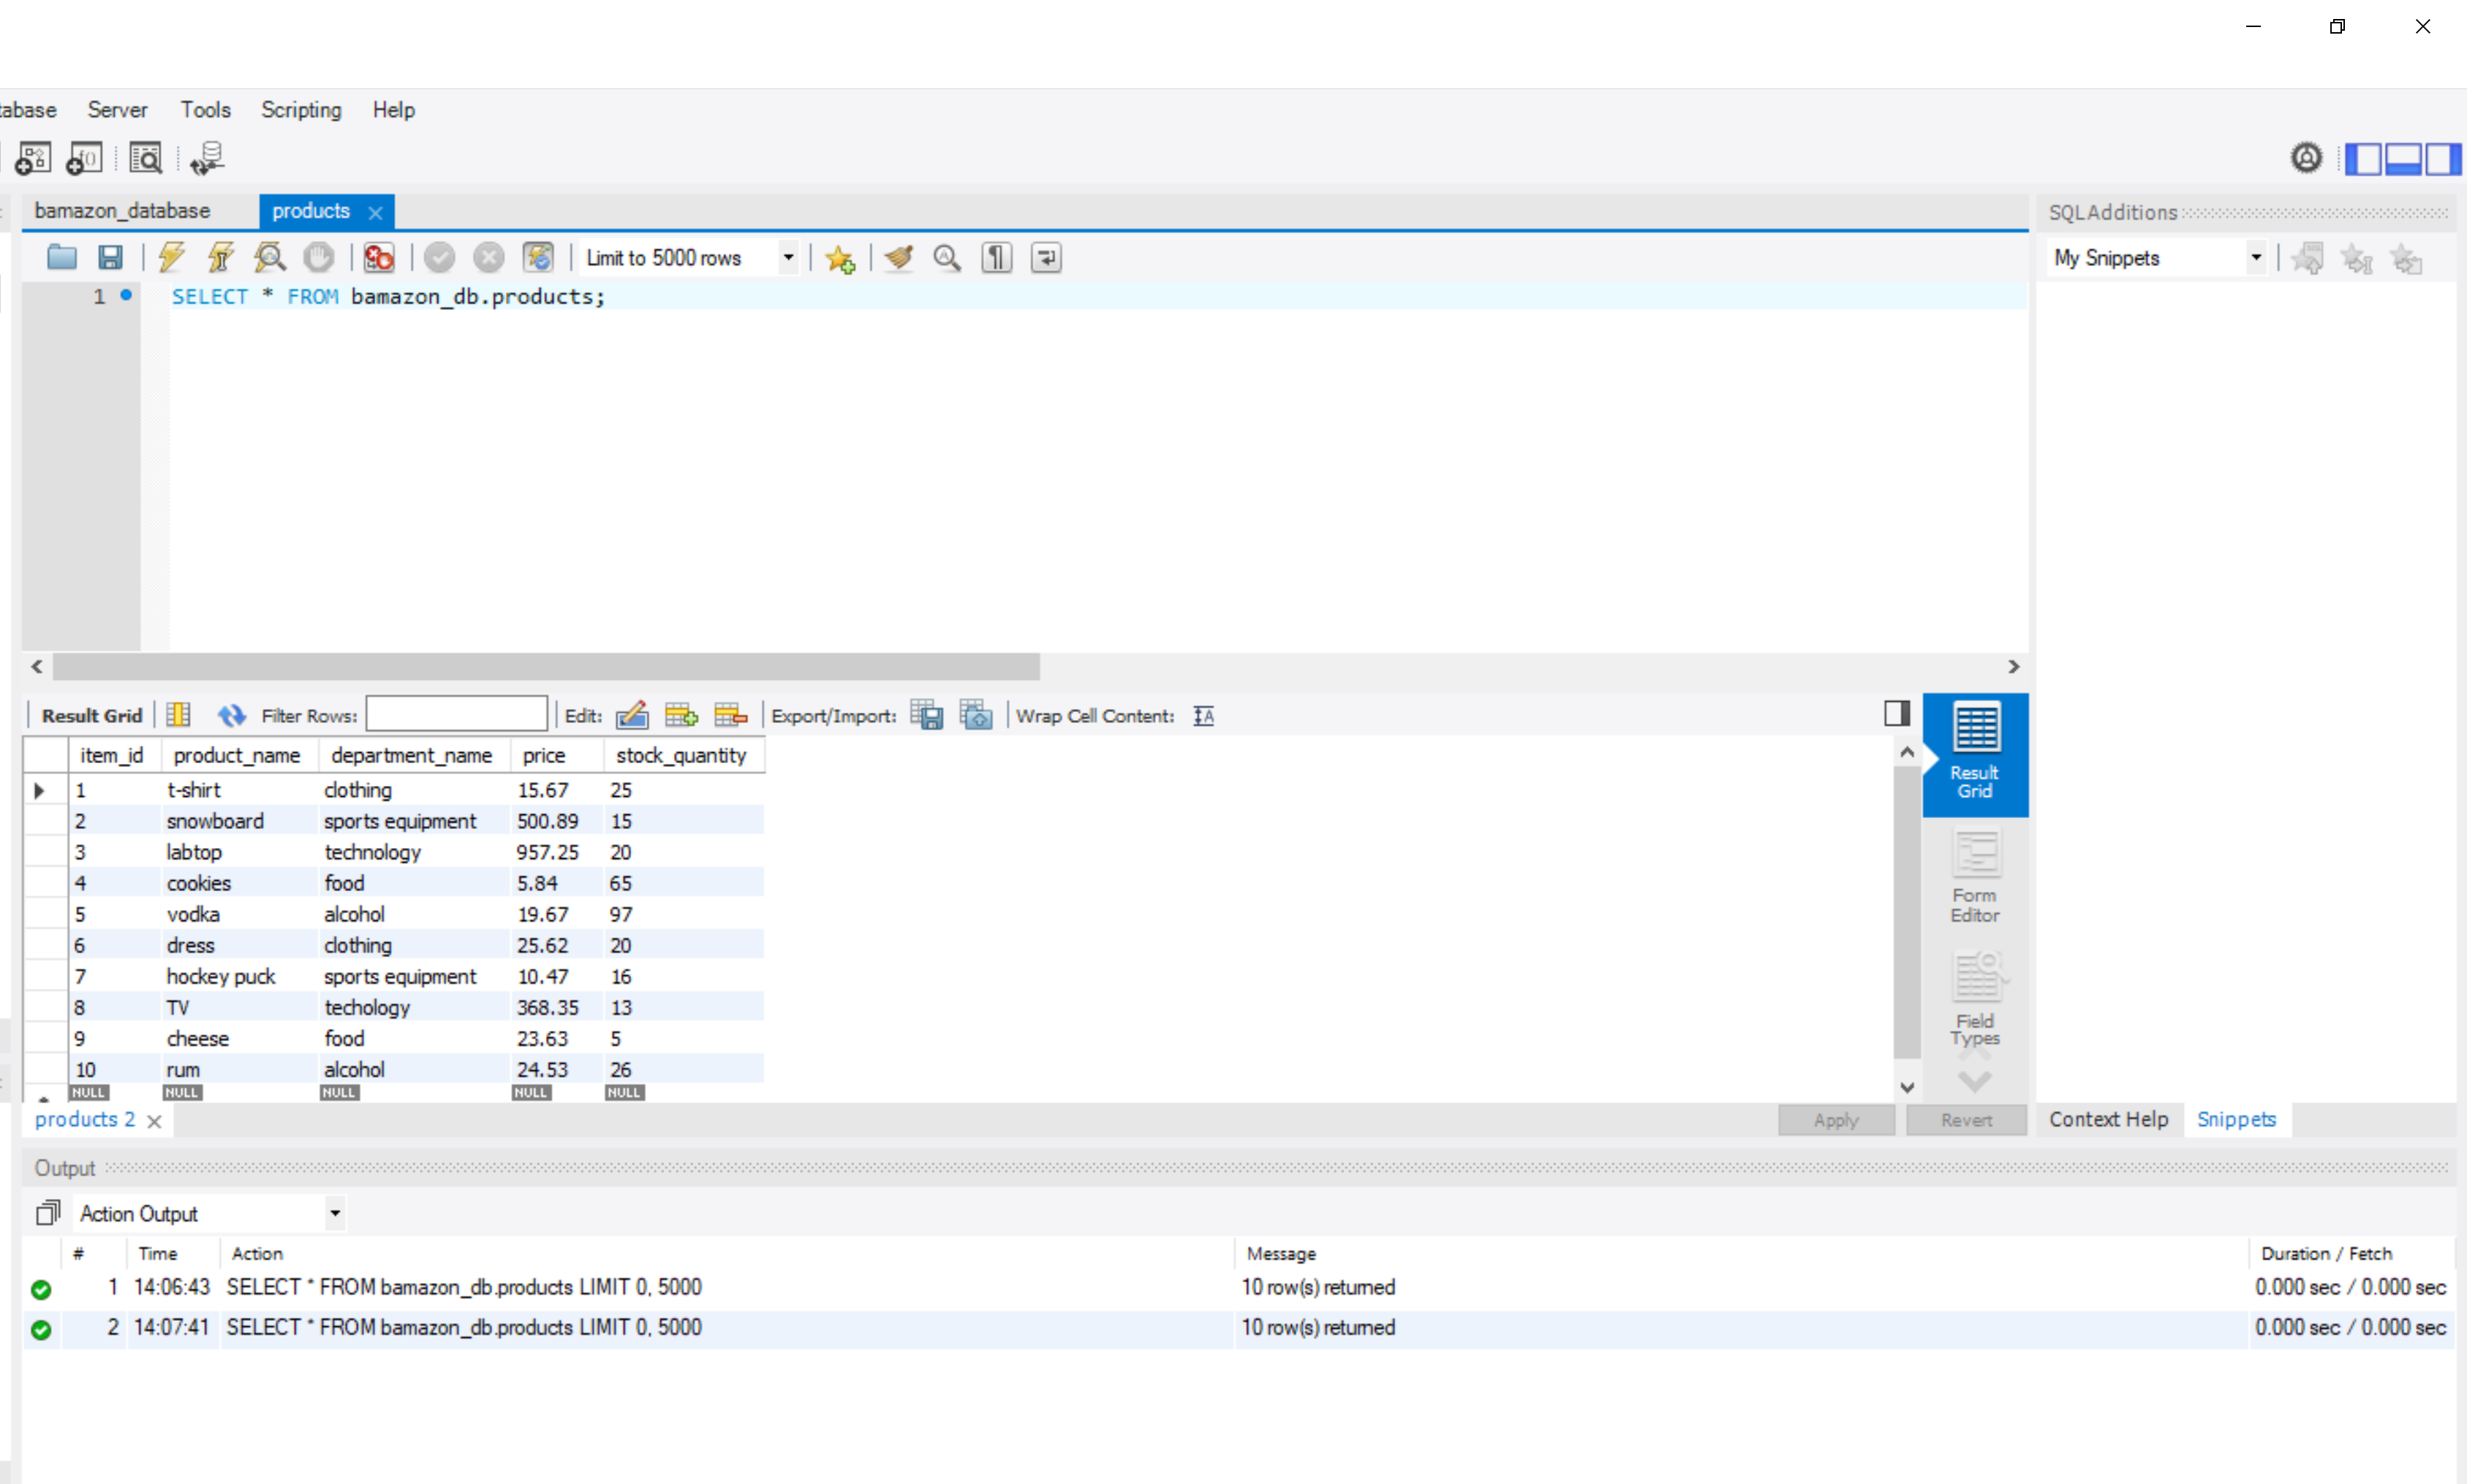 Server Tools Scripting Help
bamazon_database products
SQLAdditions
Limit to 5000 rows
My Snippets
1 SELECT * FROM bamazon_db.products;
Result Grid Filter Rows: Edit: Export/Import: Wrap Cell Content:
item_id product_name department_name price stock_quantity
1 t-shirt clothing 15.67 25
2 snowboard sports equipment 500.89 15
3 labtop technology 957.25 20
4 cookies food 5.84 65
5 vodka alcohol 19.67 97
6 dress clothing 25.62 20
7 hockey puck sports equipment 10.47 16
8 TV techology 368.35 13
9 cheese food 23.63 5
10 rum alcohol 24.53 26
NULL NULL NULL NULL NULL
Result
Grid
Form
Editor
Field
Types
products 2
Apply Revert
Context Help Snippets
Output
Action Output
# Time Action Message Duration / Fetch
1 14:06:43 SELECT * FROM bamazon_db.products LIMIT 0, 5000 10 row(s) returned 0.000 sec / 0.000 sec
2 14:07:41 SELECT * FROM bamazon_db.products LIMIT 0, 5000 10 row(s) returned 0.000 sec / 0.000 sec